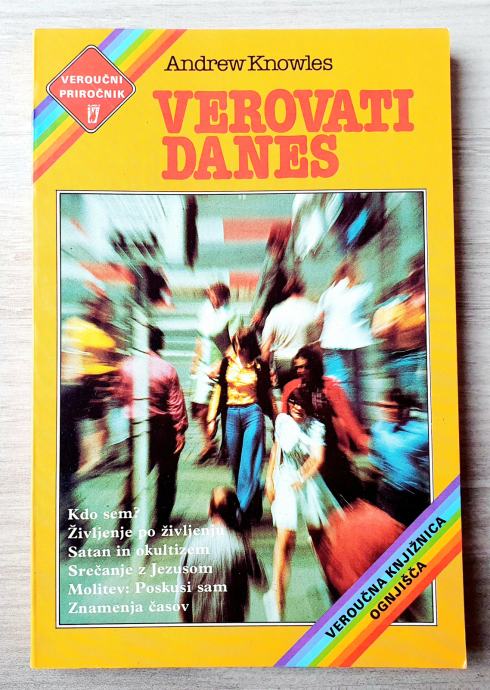 VEROUČNI
PRIROČNIK
Andrew Knowles
VEROVATI
DANES
Kdo sem?
Življenje po življenju
Satan in okultizem
Srečanje z Jezusom
Molitev: Poskusi sam
Znamenja časov
VEROUČNA KNJIŽNICA
OGNJIŠČA